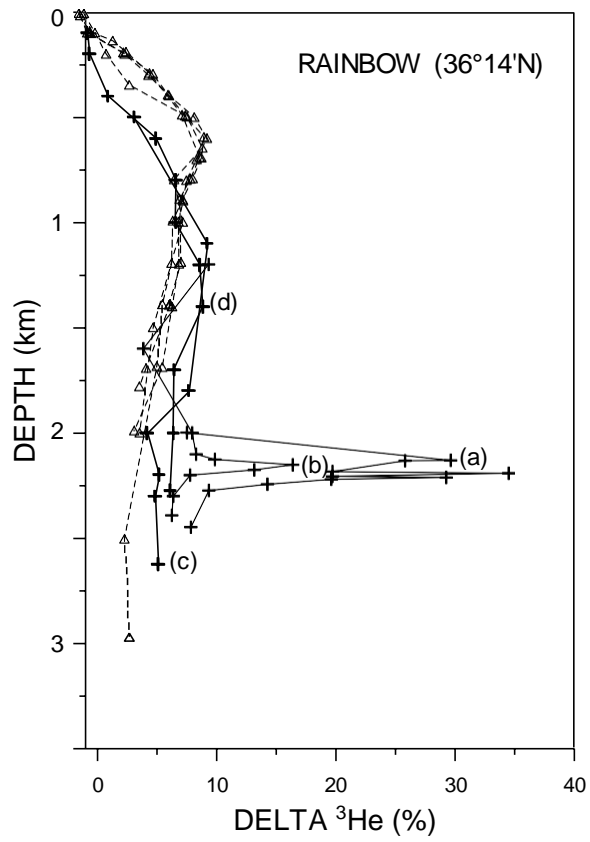 0
RAINBOW (36°14'N)
1
(d)
DEPTH (km)
2
(a)
(b)
(c)
3
0 10 20 30 40
DELTA ³He (%)